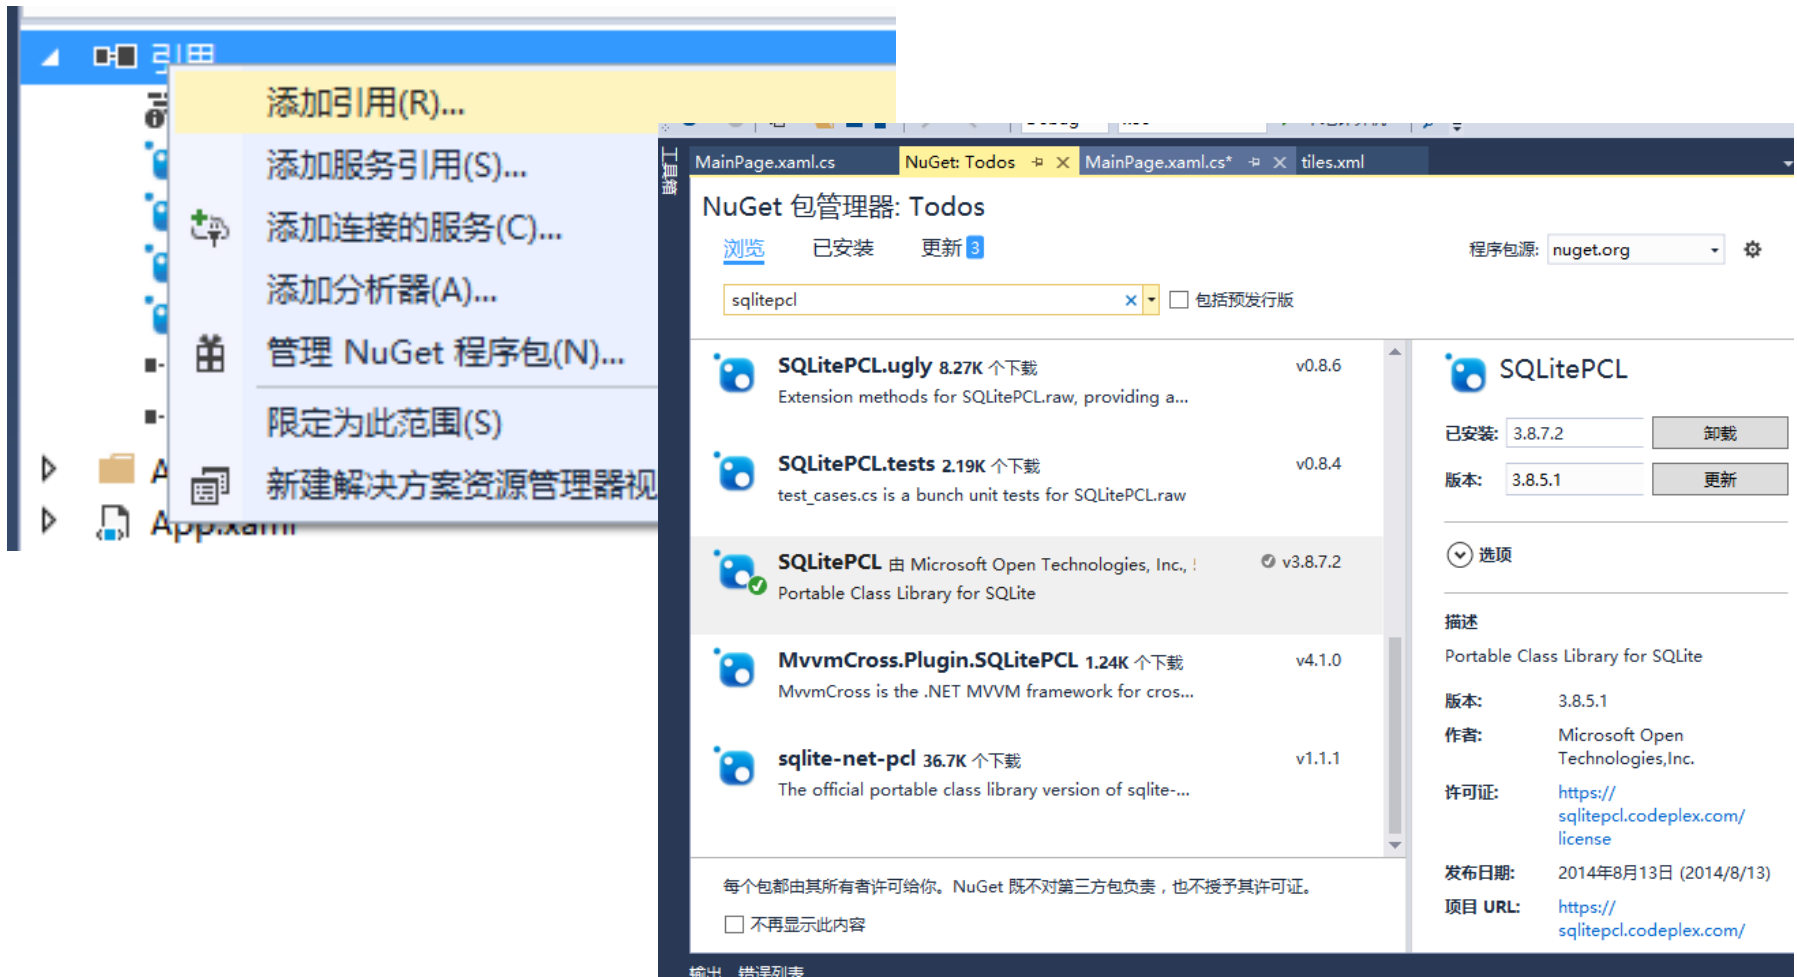 引用
添加引用(R)...
添加服务引用(S)...
添加连接的服务(C)...
添加分析器(A)...
管理 NuGet 程序包(N)...
限定为此范围(S)
新建解决方案资源管理器视
A
App.xaml
工具箱
MainPage.xaml.cs
NuGet: Todos
MainPage.xaml.cs*
tiles.xml
NuGet 包管理器: Todos
浏览 已安装 更新 3
程序包源: nuget.org
sqlitepcl
包括预发行版
SQLitePCL.ugly 8.27K 个下载 v0.8.6
Extension methods for SQLitePCL.raw, providing a...
SQLitePCL.tests 2.19K 个下载 v0.8.4
test_cases.cs is a bunch unit tests for SQLitePCL.raw
SQLitePCL 由 Microsoft Open Technologies, Inc., v3.8.7.2
Portable Class Library for SQLite
MvvmCross.Plugin.SQLitePCL 1.24K 个下载 v4.1.0
MvvmCross is the .NET MVVM framework for cros...
sqlite-net-pcl 36.7K 个下载 v1.1.1
The official portable class library version of sqlite-...
每个包都由其所有者许可给你。NuGet 既不对第三方包负责，也不授予其许可证。
不再显示此内容
SQLitePCL
已安装: 3.8.7.2 卸载
版本: 3.8.5.1 更新
选项
描述
Portable Class Library for SQLite
版本: 3.8.5.1
作者: Microsoft Open
Technologies,Inc.
许可证: https://
sqlitepcl.codeplex.com/
license
发布日期: 2014年8月13日 (2014/8/13)
项目 URL: https://
sqlitepcl.codeplex.com/
输出 错误列表